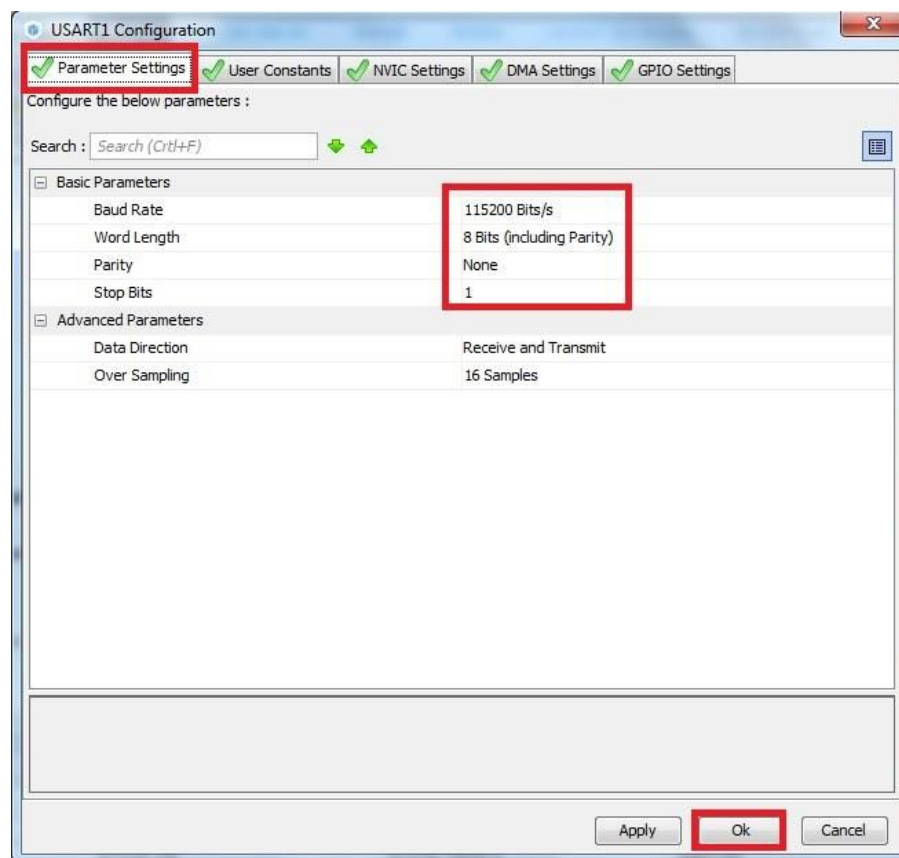 USART1 Configuration
Parameter Settings User Constants NVIC Settings DMA Settings GPIO Settings
Configure the below parameters :
Search : Search (Crtl+F)
Basic Parameters
Baud Rate 115200 Bits/s
Word Length 8 Bits (including Parity)
Parity None
Stop Bits 1
Advanced Parameters
Data Direction Receive and Transmit
Over Sampling 16 Samples
Apply Ok Cancel